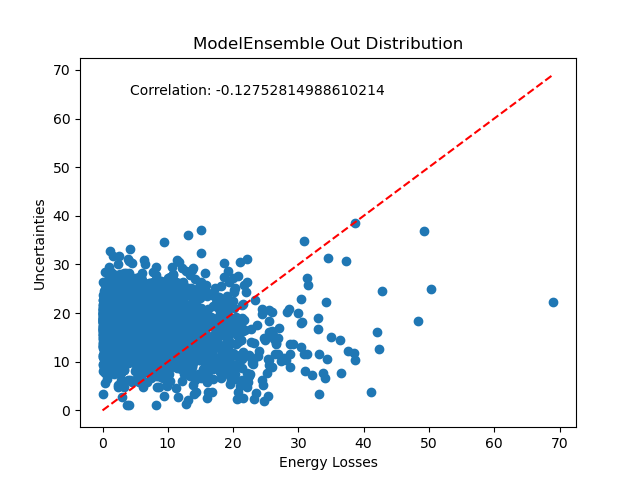 ModelEnsemble Out Distribution
Correlation: -0.12752814988610214
70
60
50
40
30
20
10
0
Uncertainties
0 10 20 30 40 50 60 70
Energy Losses